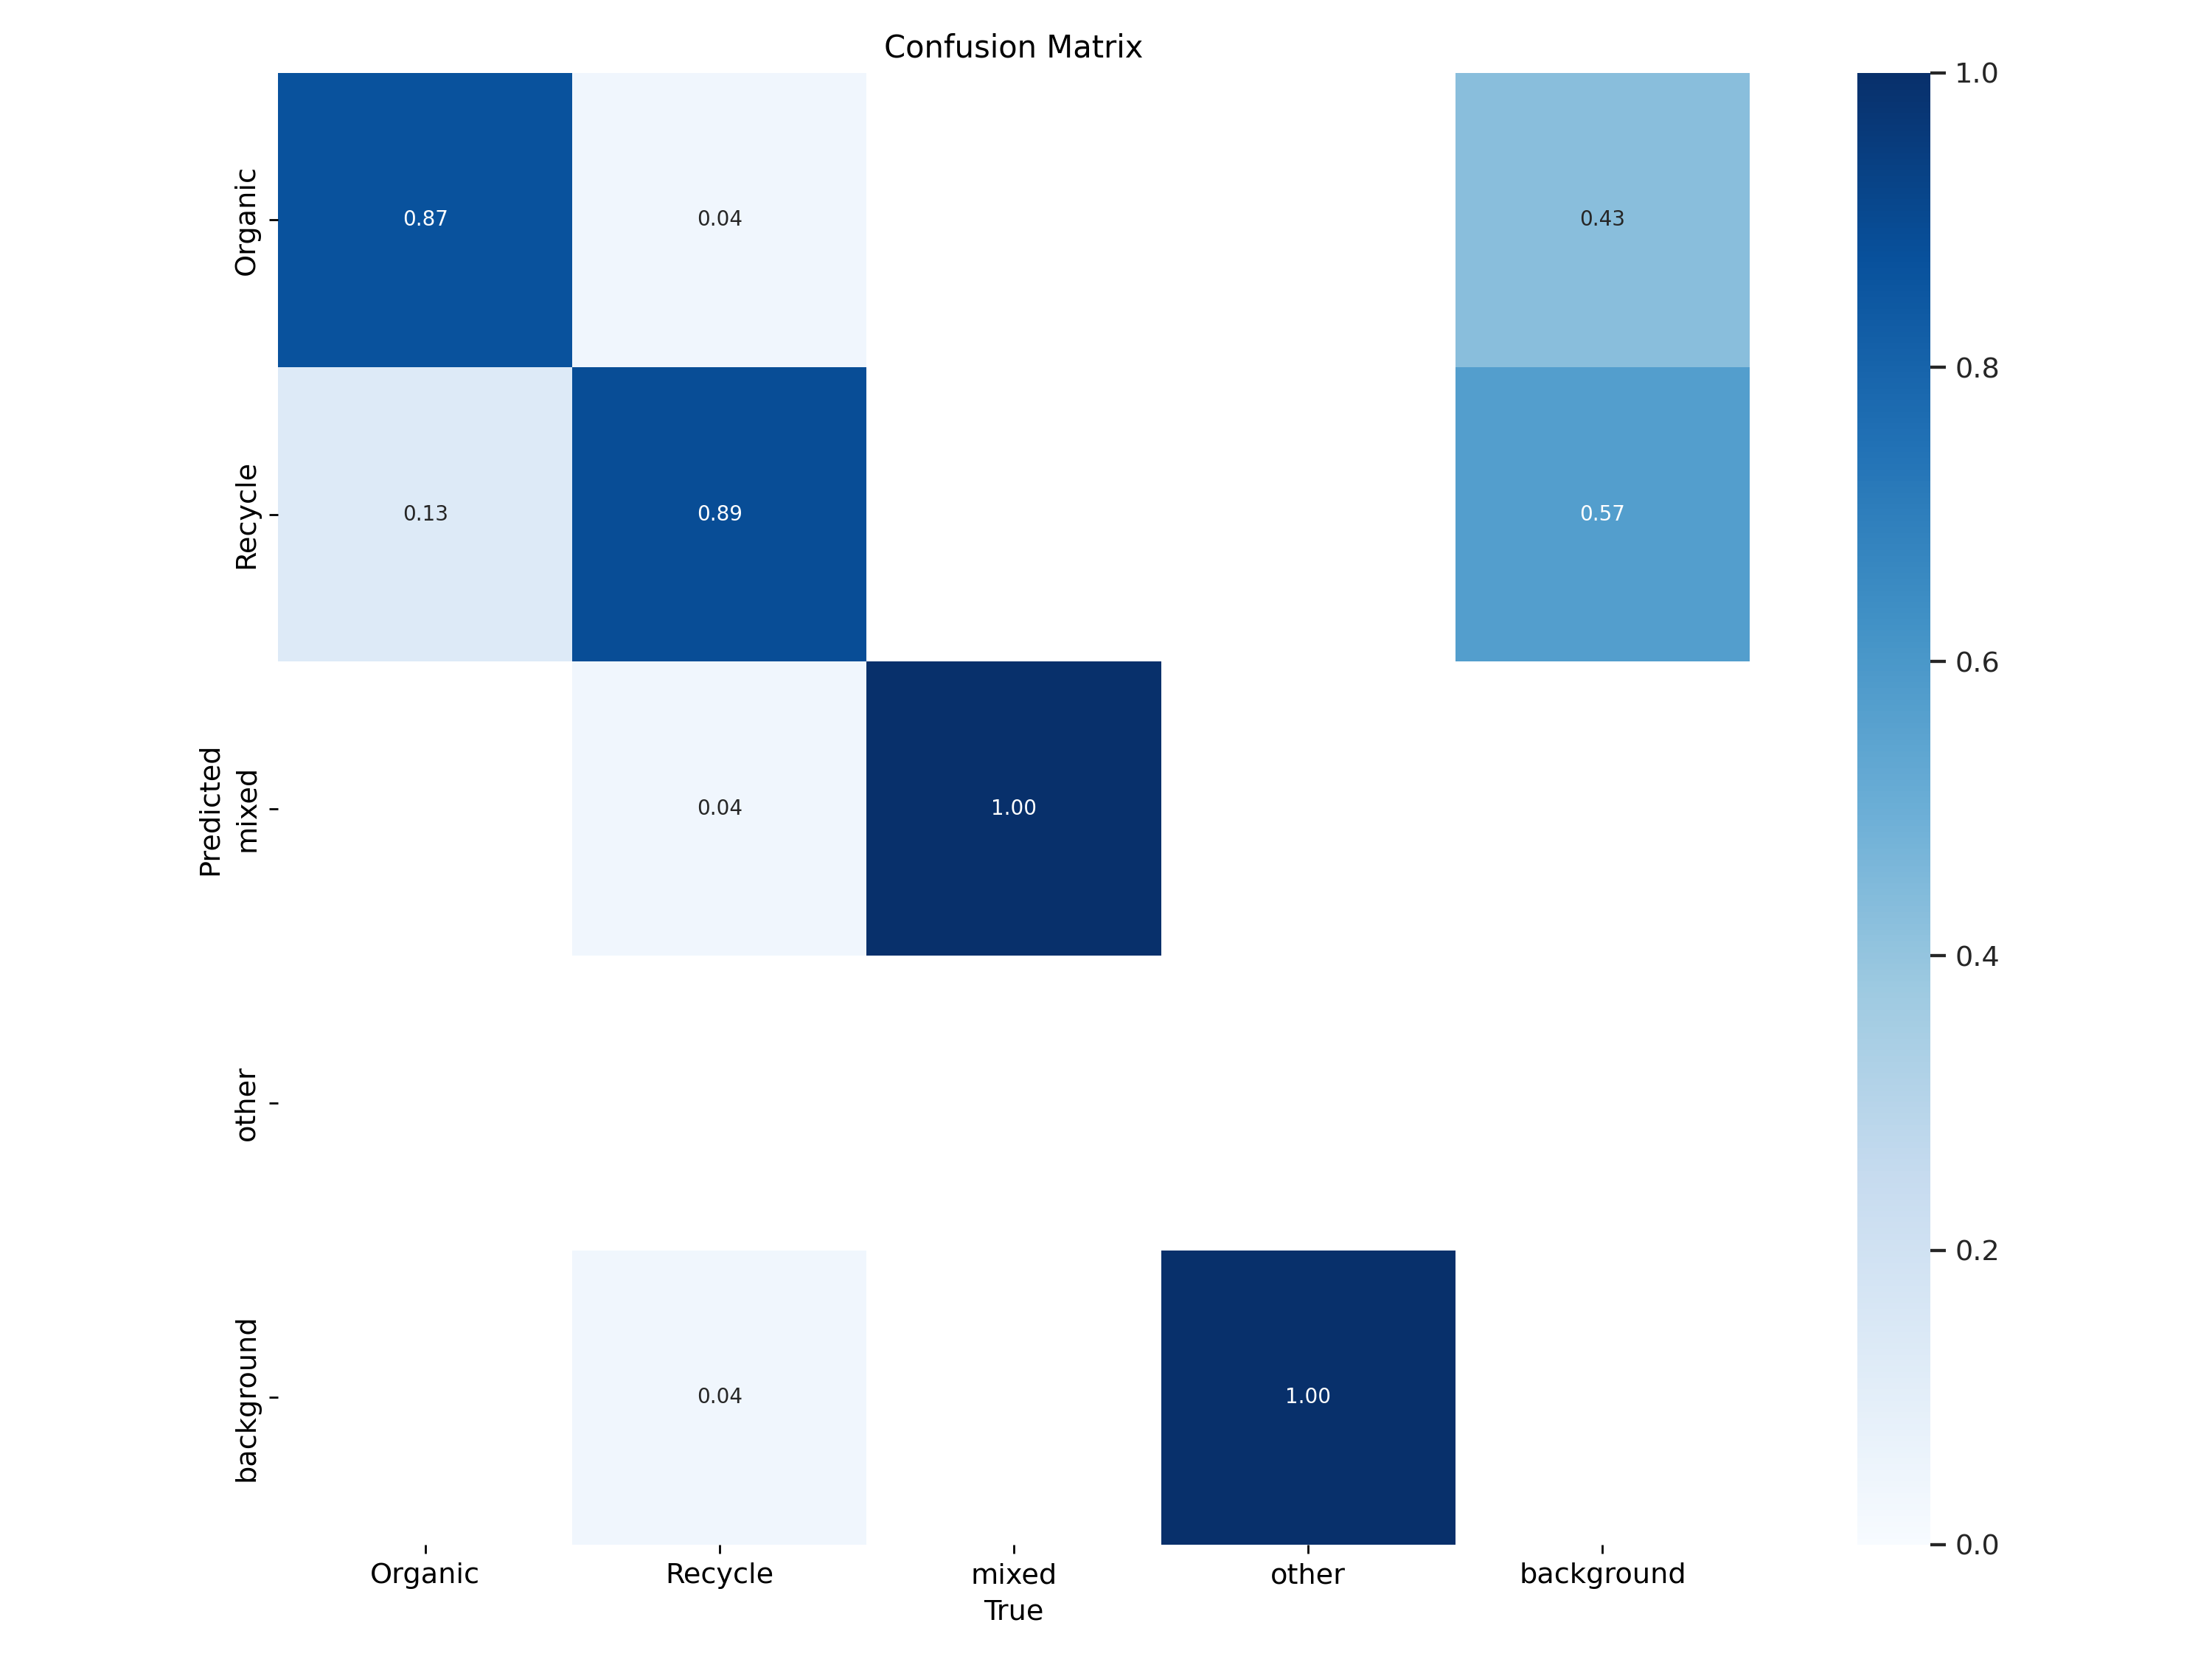 Confusion Matrix
Organic
Recycle
mixed
other
background
Predicted
0.87
0.04
0.43
0.13
0.89
0.57
0.04
1.00
0.04
1.00
Organic
Recycle
mixed
other
background
True
1.0
0.8
0.6
0.4
0.2
0.0